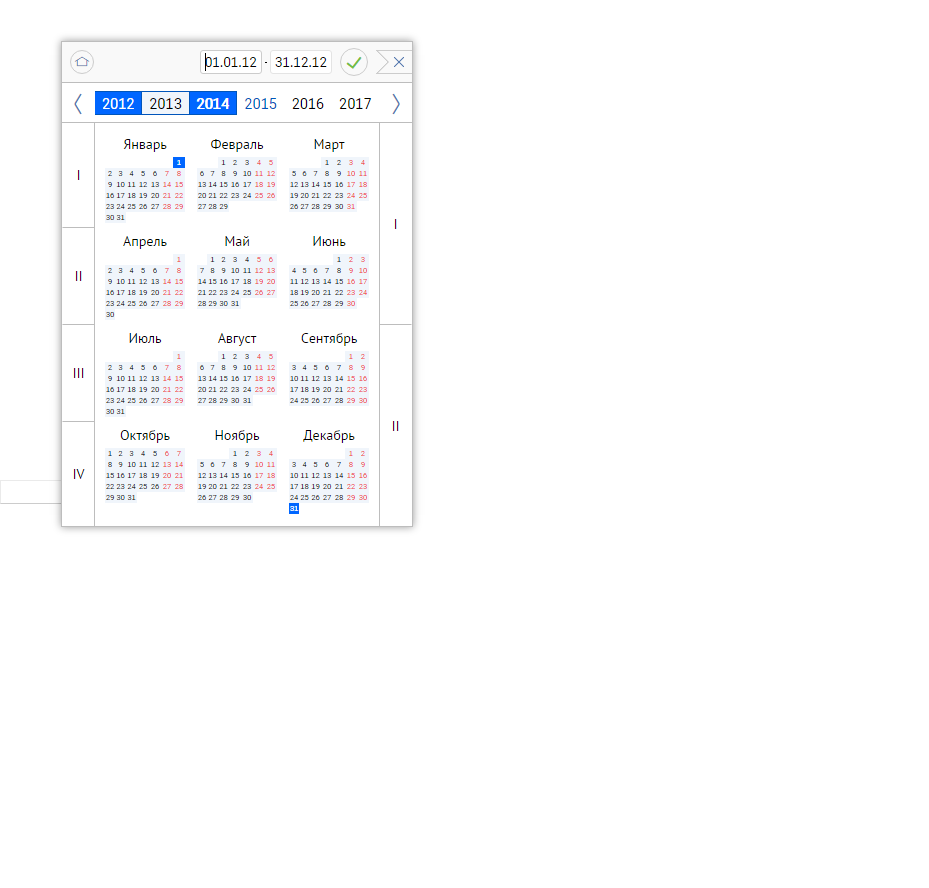 01.01.12 - 31.12.12
2012 2013 2014 2015 2016 2017
Январь Февраль Март
1 1 2 3 4 5 1 2 3 4
2 3 4 5 6 7 8 6 7 8 9 10 11 12 5 6 7 8 9 10 11
I
9 10 11 12 13 14 15 13 14 15 16 17 18 19 12 13 14 15 16 17 18
16 17 18 19 20 21 22 20 21 22 23 24 25 26 19 20 21 22 23 24 25
23 24 25 26 27 28 29 27 28 29 26 27 28 29 30 31
30 31
I
Апрель Май Июнь
1 1 2 3 4 5 6 1 2 3
2 3 4 5 6 7 8 7 8 9 10 11 12 13 4 5 6 7 8 9 10
II
9 10 11 12 13 14 15 14 15 16 17 18 19 20 11 12 13 14 15 16 17
16 17 18 19 20 21 22 21 22 23 24 25 26 27 18 19 20 21 22 23 24
23 24 25 26 27 28 29 28 29 30 31 25 26 27 28 29 30
30
Июль Август Сентябрь
1 1 2 3 4 5 1 2
2 3 4 5 6 7 8 6 7 8 9 10 11 12 3 4 5 6 7 8 9
III
9 10 11 12 13 14 15 13 14 15 16 17 18 19 10 11 12 13 14 15 16
16 17 18 19 20 21 22 20 21 22 23 24 25 26 17 18 19 20 21 22 23
23 24 25 26 27 28 29 27 28 29 30 31 24 25 26 27 28 29 30
30 31
II
Октябрь Ноябрь Декабрь
1 2 3 4 5 6 7 1 2 3 4 1 2
8 9 10 11 12 13 14 5 6 7 8 9 10 11 3 4 5 6 7 8 9
IV
15 16 17 18 19 20 21 12 13 14 15 16 17 18 10 11 12 13 14 15 16
22 23 24 25 26 27 28 19 20 21 22 23 24 25 17 18 19 20 21 22 23
29 30 31 26 27 28 29 30 24 25 26 27 28 29 30
31